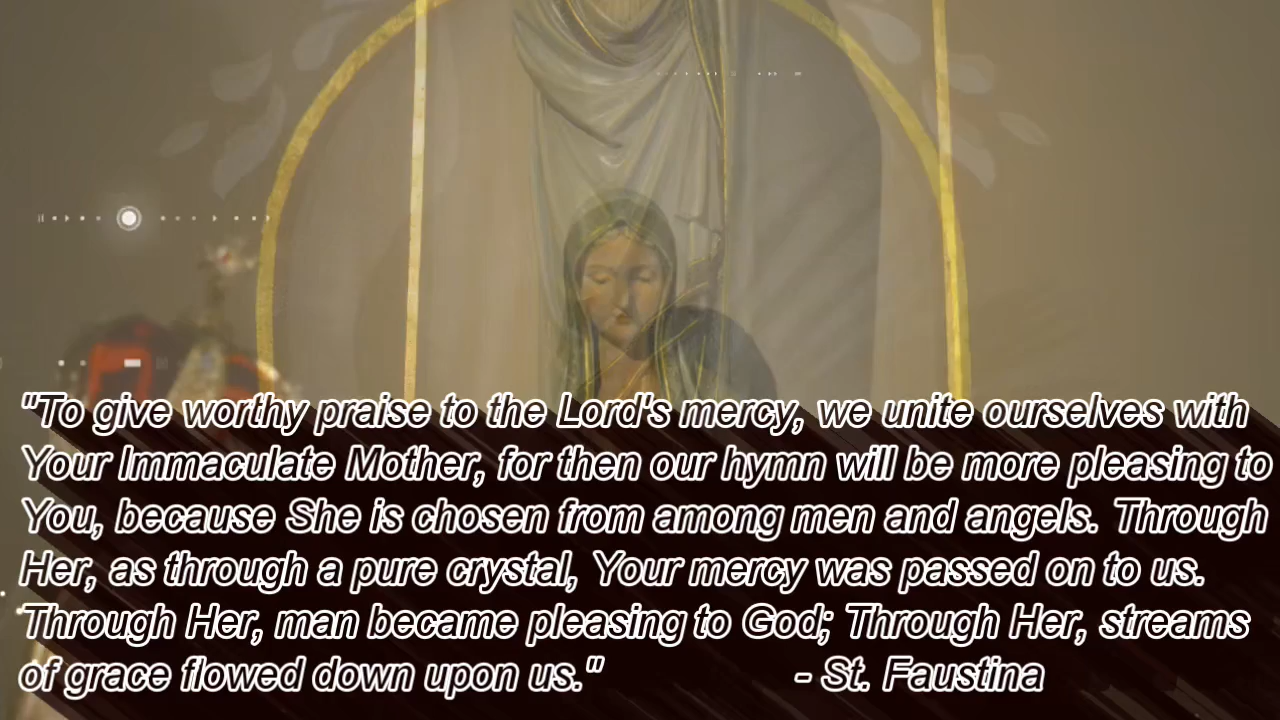 "To give worthy praise to the Lord's mercy, we unite ourselves with
Your Immaculate Mother, for then our hymn will be more pleasing to
You, because She is chosen from among men and angels. Through
Her, as through a pure crystal, Your mercy was passed on to us.
Through Her, man became pleasing to God; Through Her, streams
of grace flowed down upon us." - St. Faustina